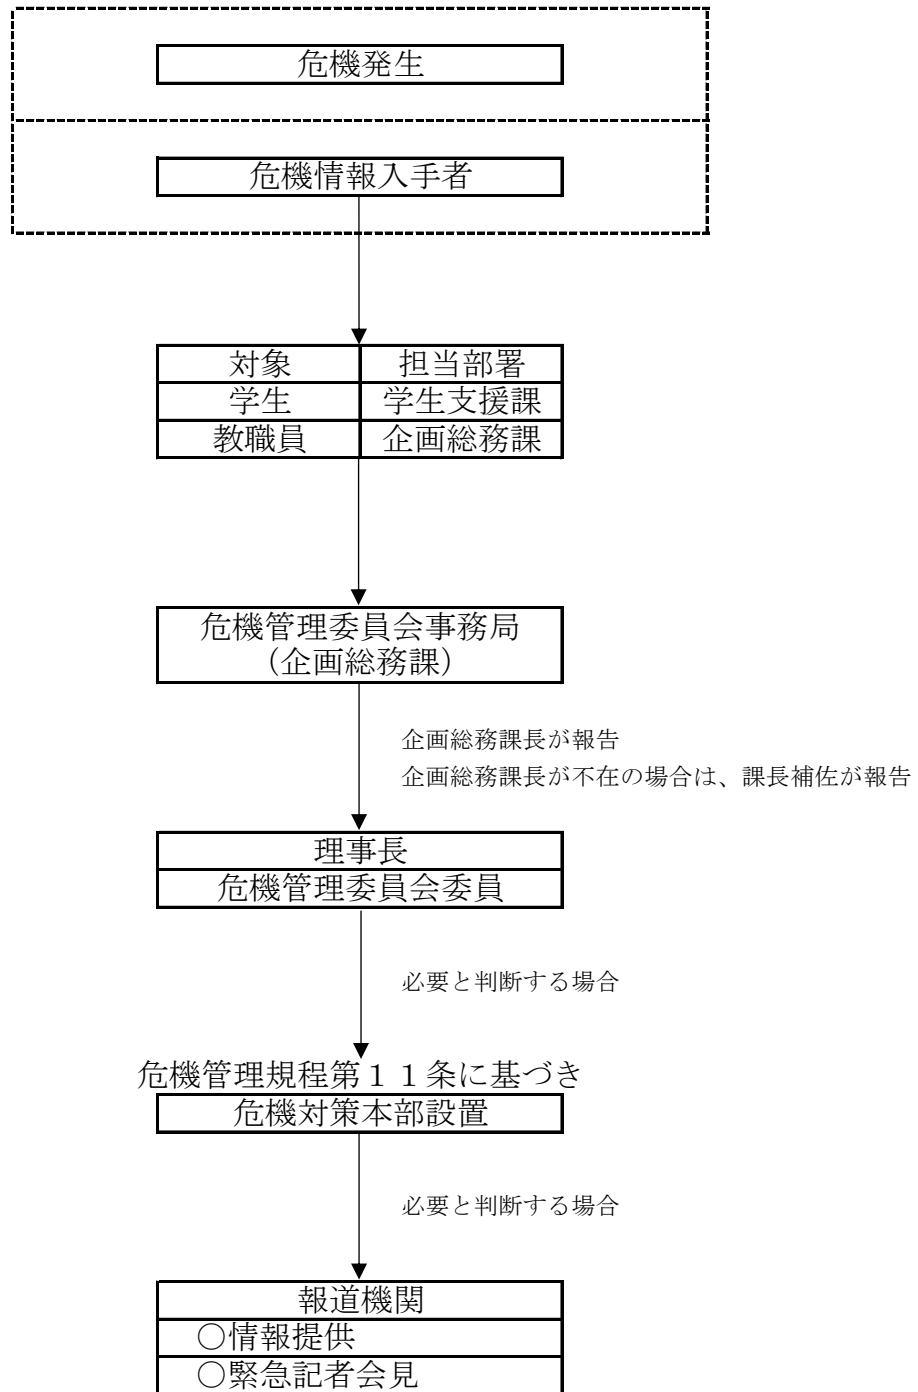 危機発生
危機情報入手者
対象 担当部署
学生 学生支援課
教職員 企画総務課
危機管理委員会事務局
（企画総務課）
企画総務課長が報告
企画総務課長が不在の場合は、課長補佐が報告
理事長
危機管理委員会委員
必要と判断する場合
危機管理規程第１１条に基づき
危機対策本部設置
必要と判断する場合
報道機関
○情報提供
○緊急記者会見